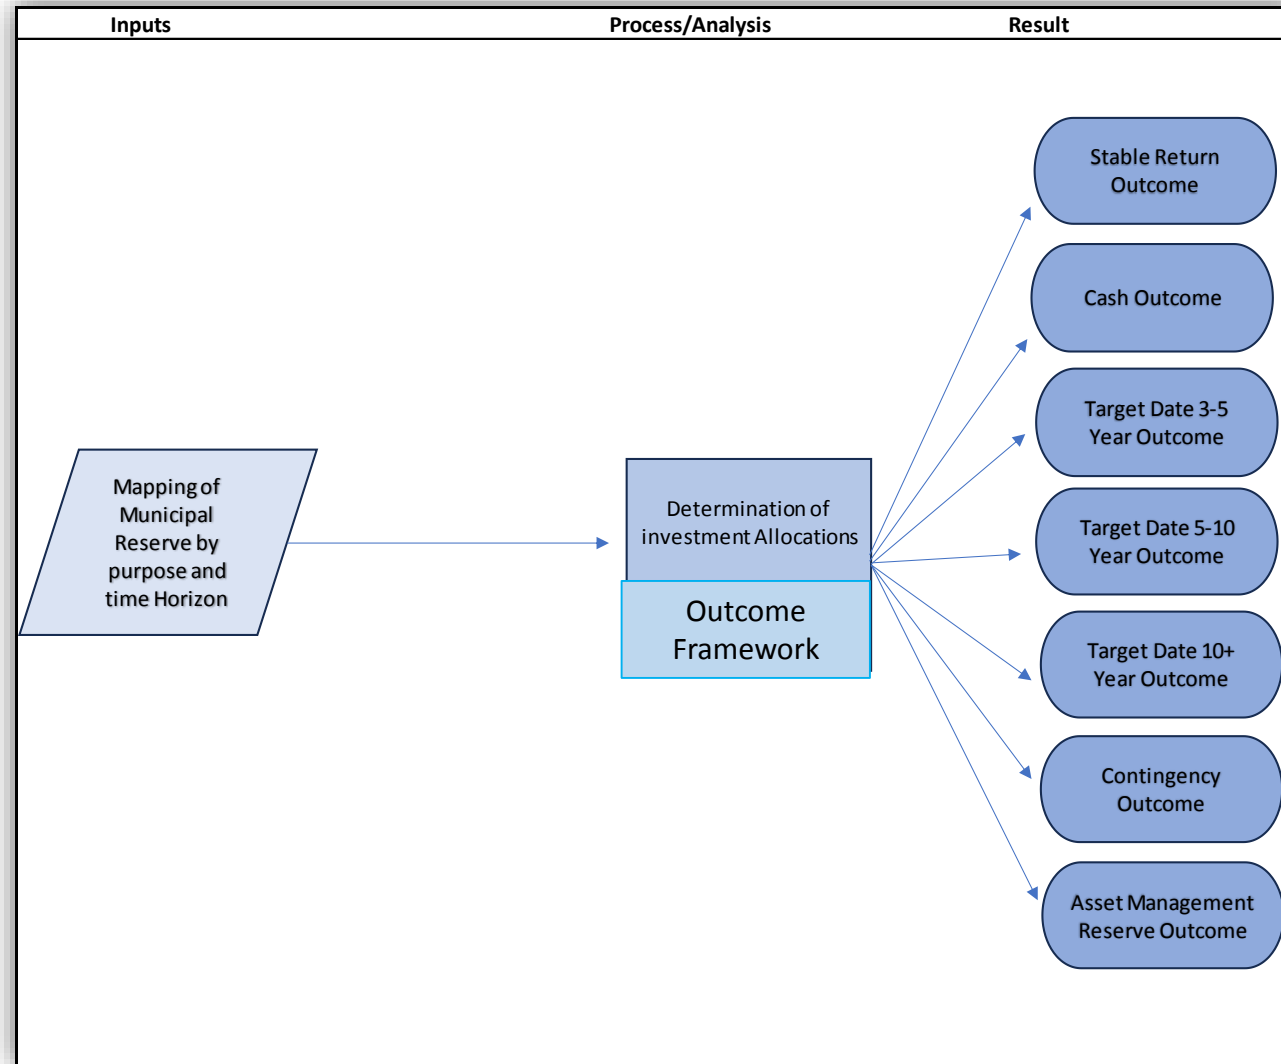 Inputs
Process/Analysis
Result
Mapping of
Municipal
Reserve by
purpose and
time Horizon
Determination of
investment Allocations
Outcome
Framework
Stable Return
Outcome
Cash Outcome
Target Date 3-5
Year Outcome
Target Date 5-10
Year Outcome
Target Date 10+
Year Outcome
Contingency
Outcome
Asset Management
Reserve Outcome